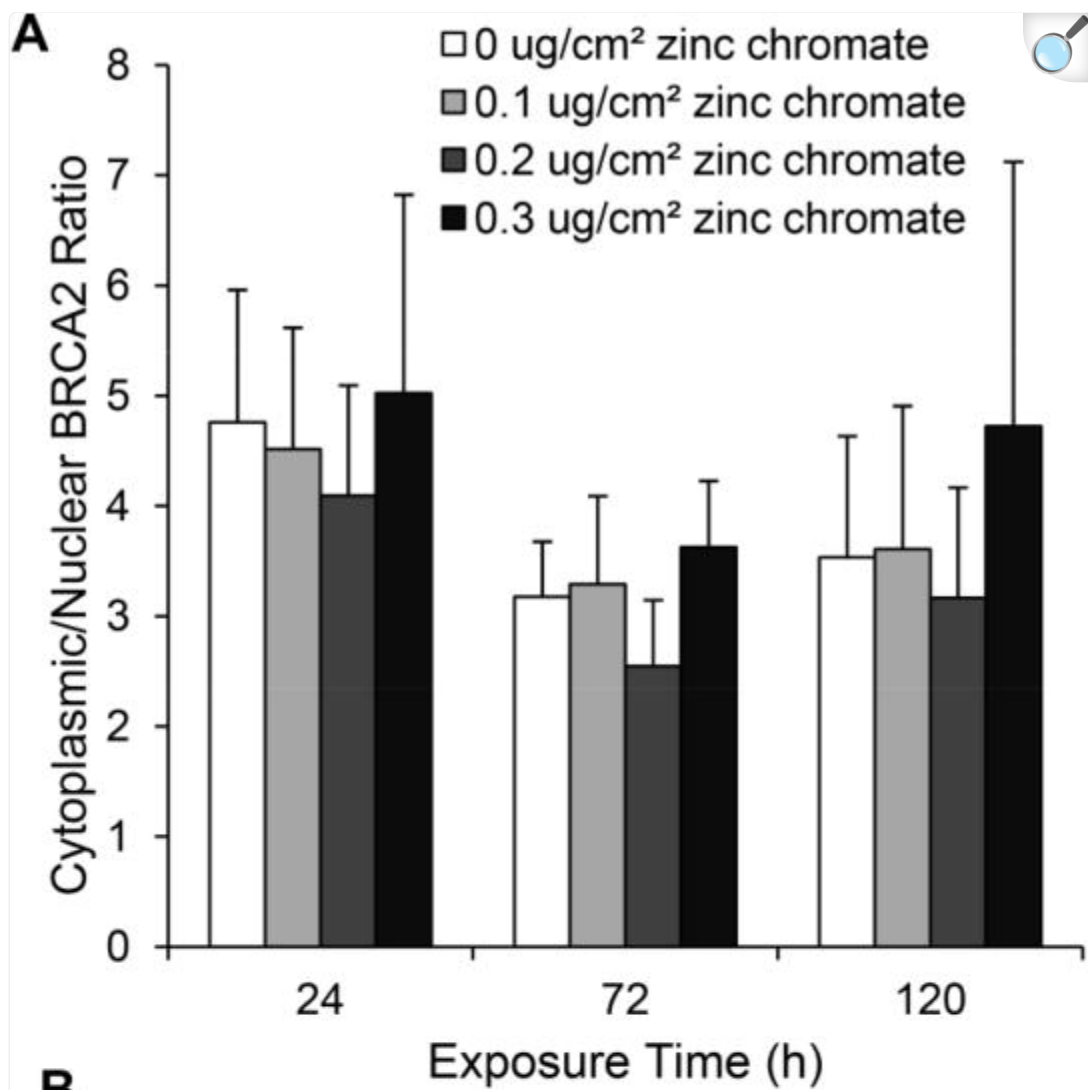 A
0 ug/cm² zinc chromate
0.1 ug/cm² zinc chromate
0.2 ug/cm² zinc chromate
0.3 ug/cm² zinc chromate
Cytoplasmic/Nuclear BRCA2 Ratio
8
7
6
5
4
3
2
1
0
24 72 120
Exposure Time (h)
B